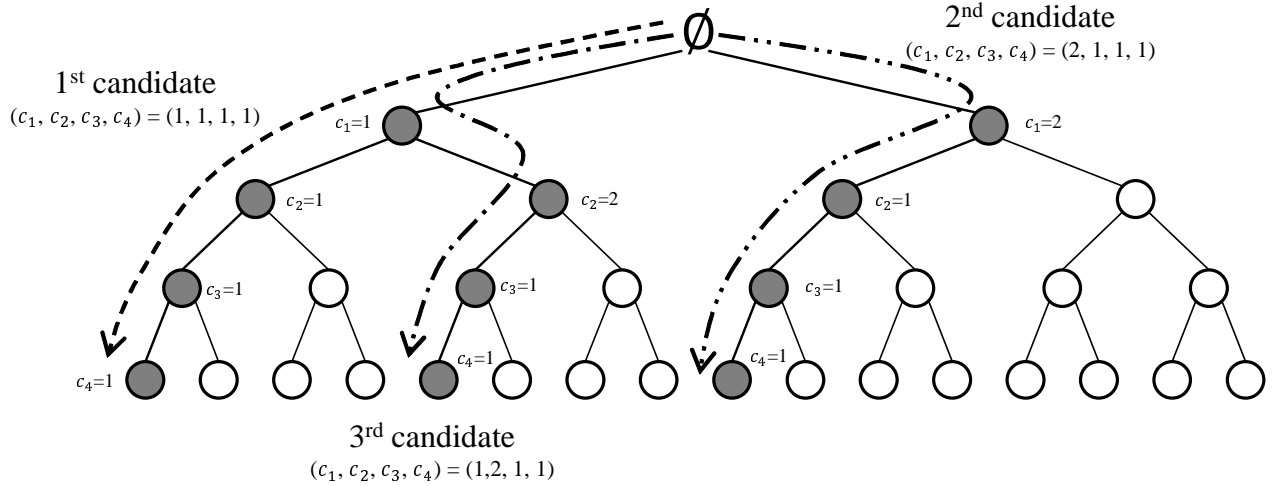 2nd candidate
(c1, c2, c3, c4) = (2, 1, 1, 1)
∅
1st candidate
(c1, c2, c3, c4) = (1, 1, 1, 1)
c1=1
c1=2
c2=1
c2=2
c2=1
c3=1
c3=1
c3=1
c4=1
c4=1
c4=1
3rd candidate
(c1, c2, c3, c4) = (1,2, 1, 1)